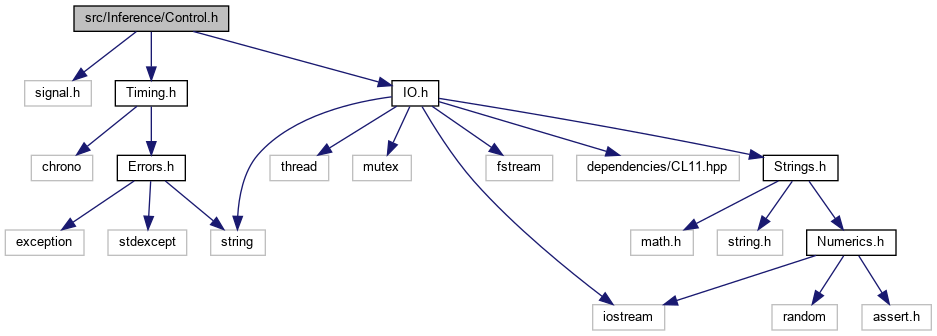 src/Inference/Control.h
signal.h
Timing.h
IO.h
chrono
Errors.h
thread
mutex
fstream
dependencies/CL11.hpp
Strings.h
exception
stdexcept
string
math.h
string.h
Numerics.h
iostream
random
assert.h